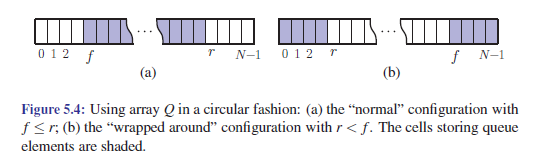 0 1 2 f r N−1 0 1 2 r f N−1
(a) (b)
Figure 5.4: Using array Q in a circular fashion: (a) the “normal” configuration with
f ≤ r; (b) the “wrapped around” configuration with r < f. The cells storing queue
elements are shaded.